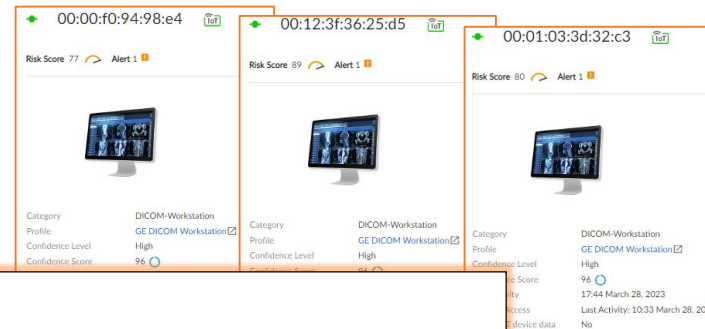 00:00:f0:94:98:e4 IoT
Risk Score 77 Alert 1
Category DICOM-Workstation
Profile GE DICOM Workstation
Confidence Level High
Confidence Score 96
00:12:3f:36:25:d5 IoT
Risk Score 89 Alert 1
Category DICOM-Workstation
Profile GE DICOM Workstation
Confidence Level High
Confidence Score 96
00:01:03:3d:32:c3 IoT
Risk Score 80 Alert 1
Category DICOM-Workstation
Profile GE DICOM Workstation
Confidence Level High
Score 96
17:44 March 28, 2023
Last Activity: 10:33 March 28, 20
device data No